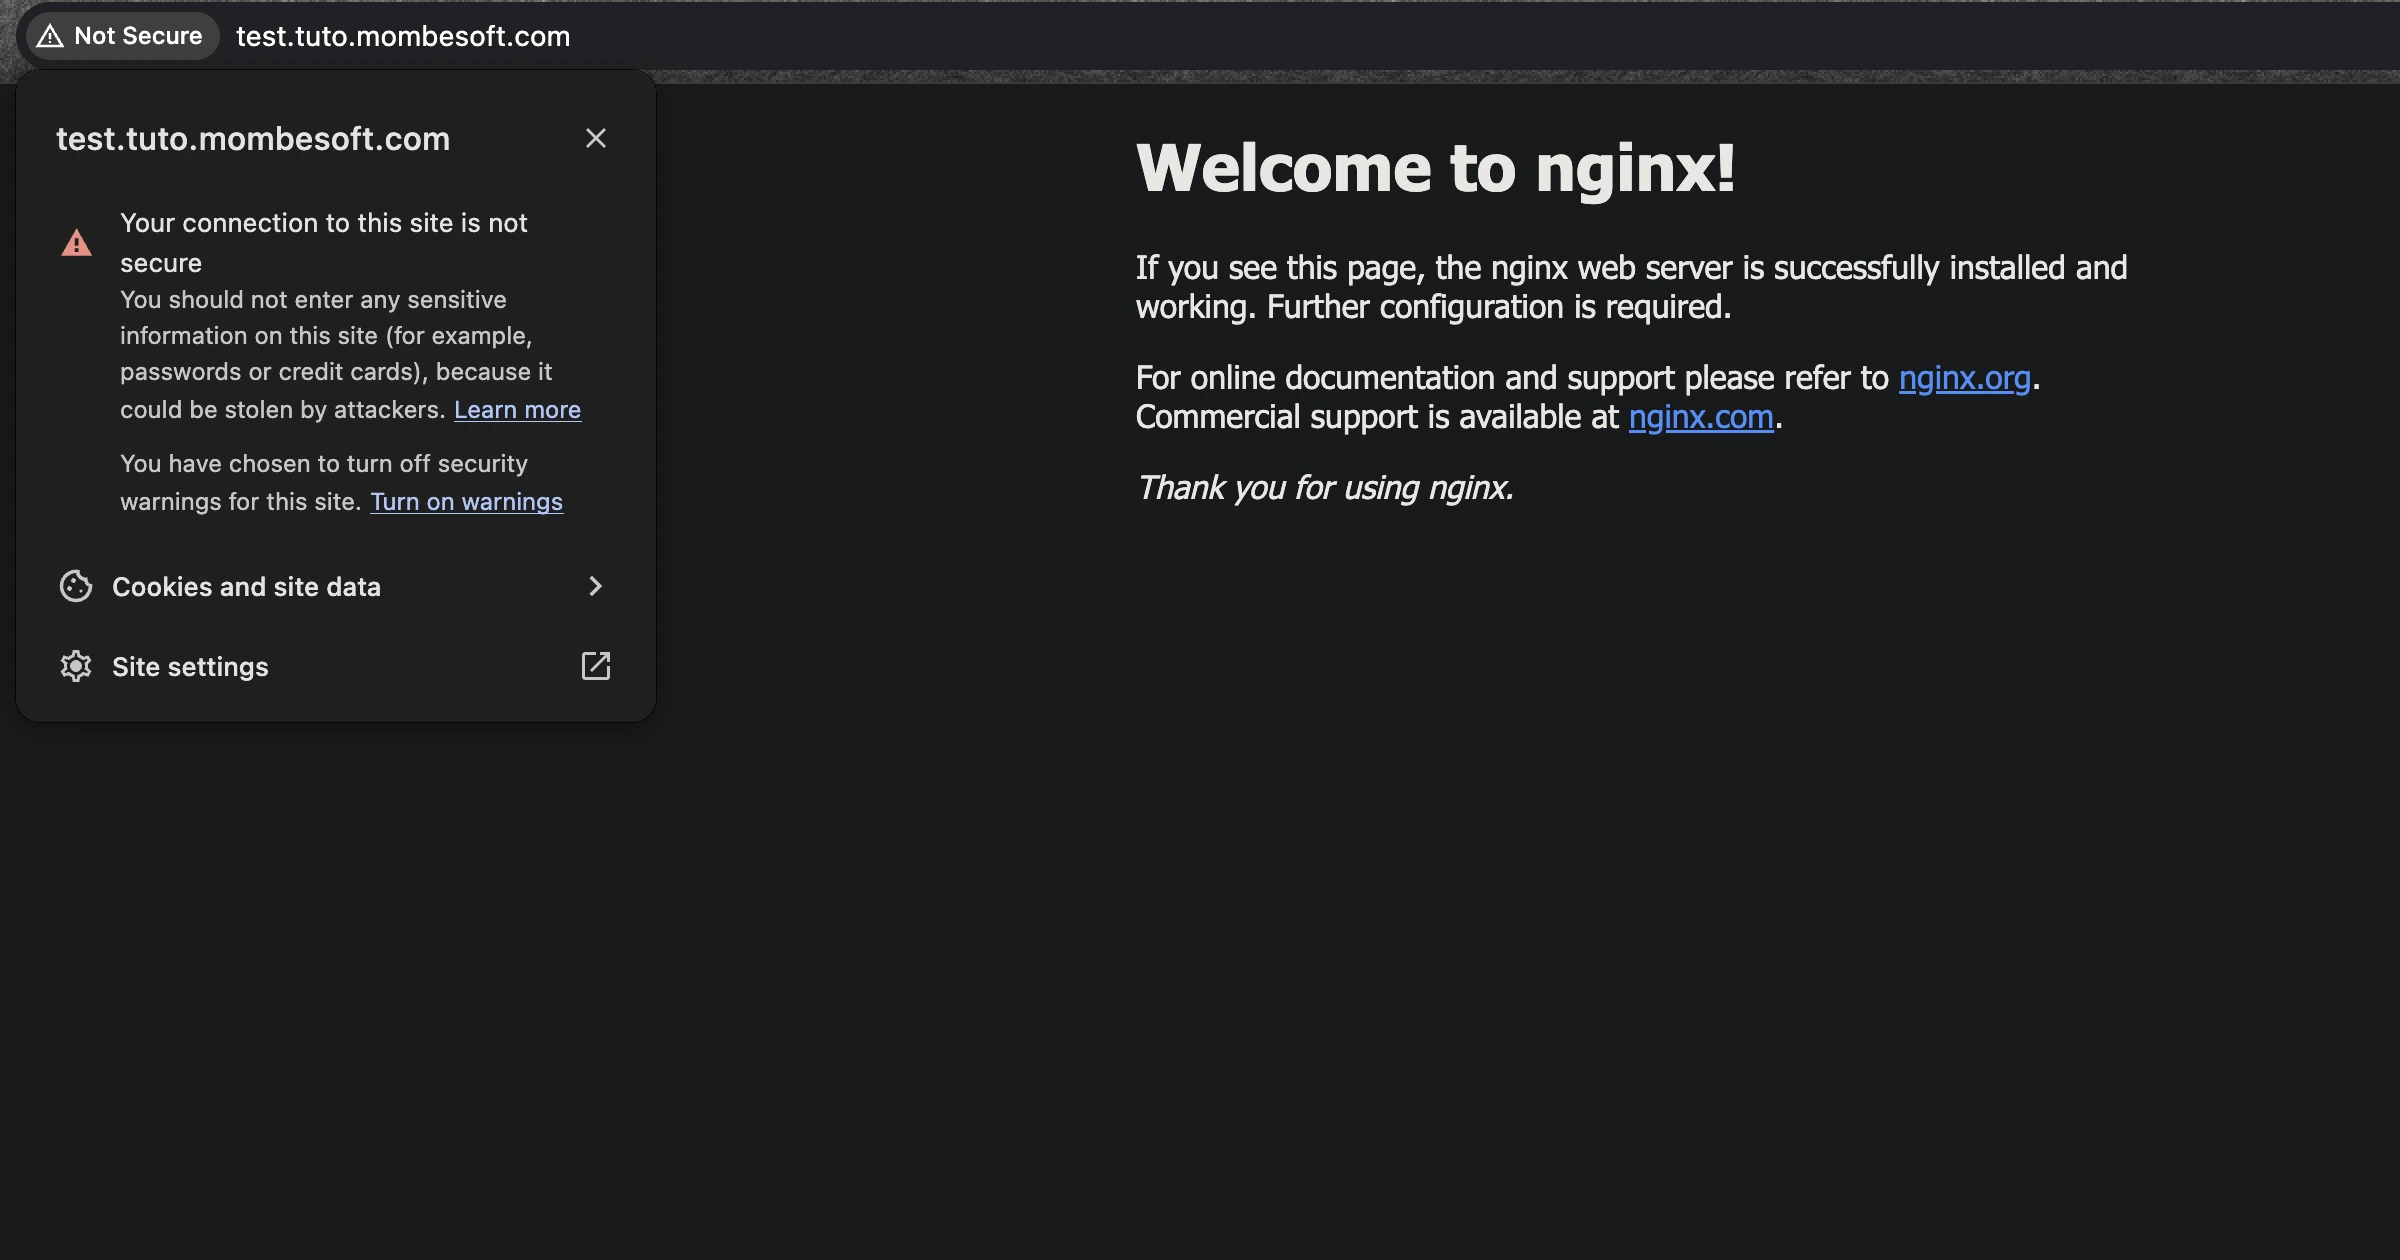 Not Secure test.tuto.mombesoft.com
test.tuto.mombesoft.com
Your connection to this site is not
secure
You should not enter any sensitive
information on this site (for example,
passwords or credit cards), because it
could be stolen by attackers. Learn more
You have chosen to turn off security
warnings for this site. Turn on warnings
Cookies and site data
Site settings
Welcome to nginx!
If you see this page, the nginx web server is successfully installed and
working. Further configuration is required.
For online documentation and support please refer to nginx.org.
Commercial support is available at nginx.com.
Thank you for using nginx.